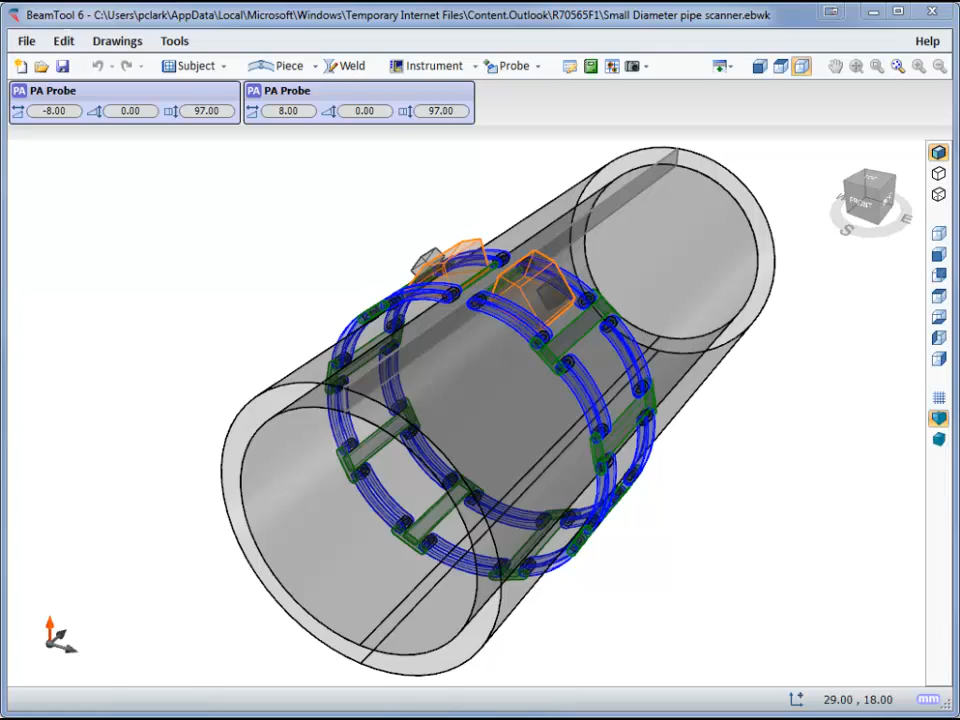 BeamTool 6 - C:\Users\pclark\AppData\Local\Microsoft\Windows\Temporary Internet Files\Content.Outlook\R70565F1\Small Diameter pipe scanner.ebwk
File Edit Drawings Tools Help
Subject Piece Weld Instrument Probe
PA PA Probe PA PA Probe
-8.00 0.00 97.00 8.00 0.00 97.00
TOP
FRONT
W E
S
29.00 , 18.00 mm